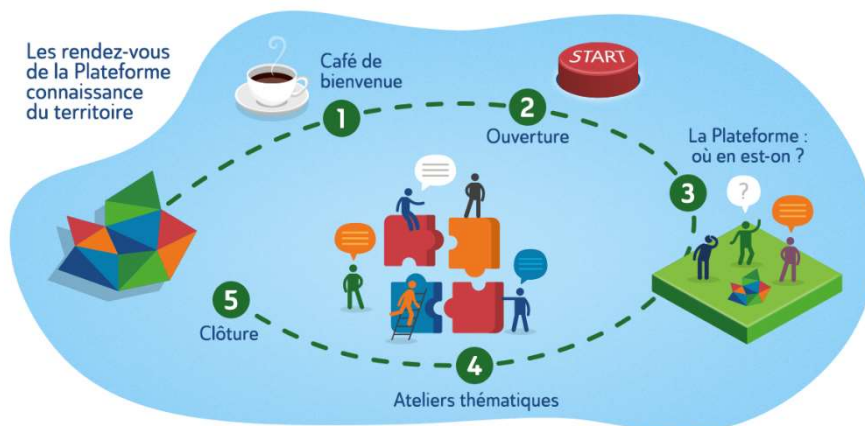 Les rendez-vous
de la Plateforme
connaissance
du territoire
Café de
bienvenue
1
START
2
Ouverture
La Plateforme :
où en est-on ?
3
?
4
Ateliers thématiques
5
Clôture